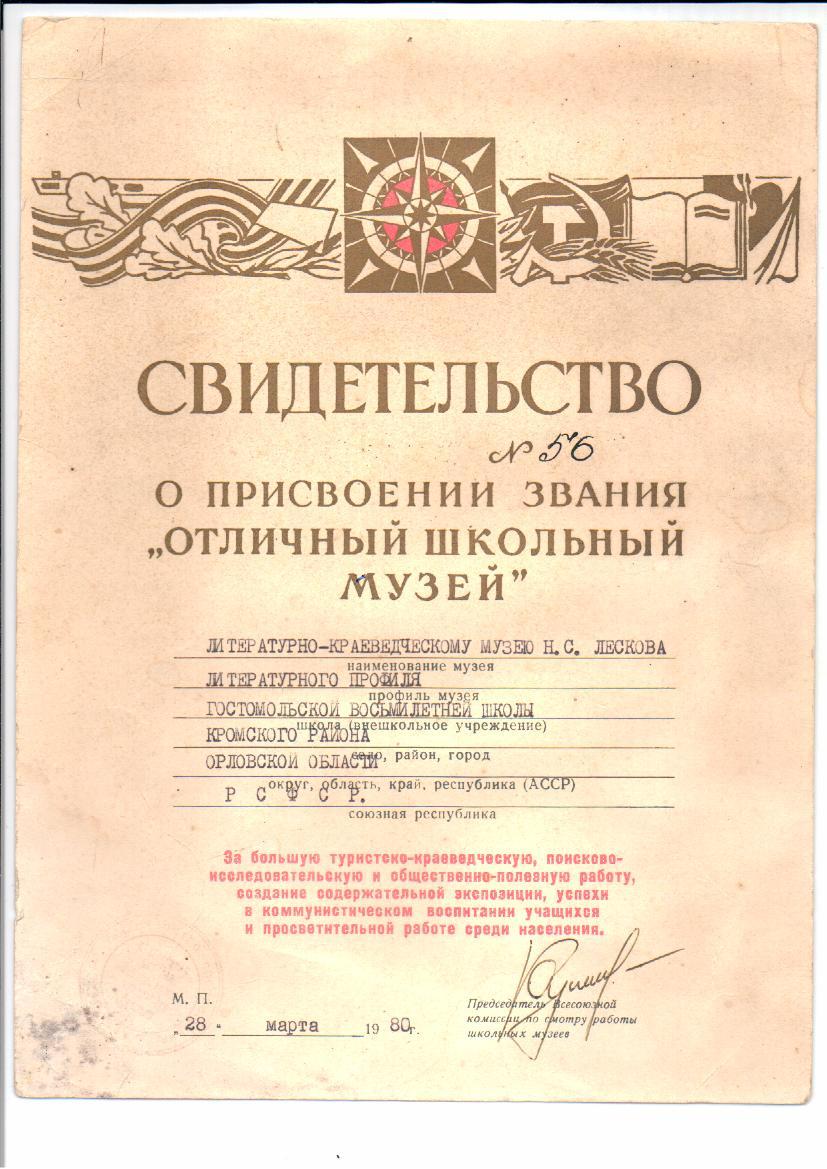 СВИДЕТЕЛЬСТВО
№ 56
О ПРИСВОЕНИИ ЗВАНИЯ
„ОТЛИЧНЫЙ ШКОЛЬНЫЙ
МУЗЕЙ”
ЛИТЕРАТУРНО-КРАЕВЕДЧЕСКОМУ МУЗЕЮ Н.С. ЛЕСКОВА
наименование музея
ЛИТЕРАТУРНОГО ПРОФИЛЯ
профиль музея
ГОСТОМОЛЬСКОЙ ВОСЬМИЛЕТНЕЙ ШКОЛЫ
школа (внешкольное учреждение)
КРОМСКОГО РАЙОНА
село, район, город
ОРЛОВСКОЙ ОБЛАСТИ
округ, область, край, республика (АССР)
Р С Ф С Р.
союзная республика
За большую туристско-краеведческую, поисково-
исследовательскую и общественно-полезную работу,
создание содержательной экспозиции, успехи
в коммунистическом воспитании учащихся
и просветительной работе среди населения.
М. П.
„28 “ марта 1980г.
Председатель Всесоюзной
комиссии по смотру работы
школьных музеев